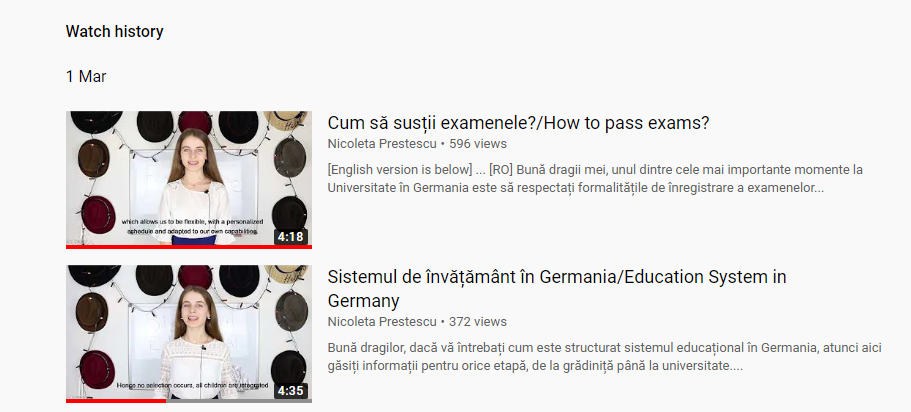 Watch history
1 Mar
which allows us to be flexible, with a personalized
schedule and adapted to our own capabilities.
4:18
Cum să susții examenele?/How to pass exams?
Nicoleta Prestescu • 596 views
[English version is below] ... [RO] Bună dragii mei, unul dintre cele mai importante momente la
Universitate în Germania este să respectați formalitățile de înregistrare a examenelor...
Hence no selection occurs, all children are integrated
4:35
Sistemul de învățământ în Germania/Education System in
Germany
Nicoleta Prestescu • 372 views
Bună dragilor, dacă vă întrebați cum este structurat sistemul educațional în Germania, atunci aici
găsiți informații pentru orice etapă, de la grădiniță până la universitate....